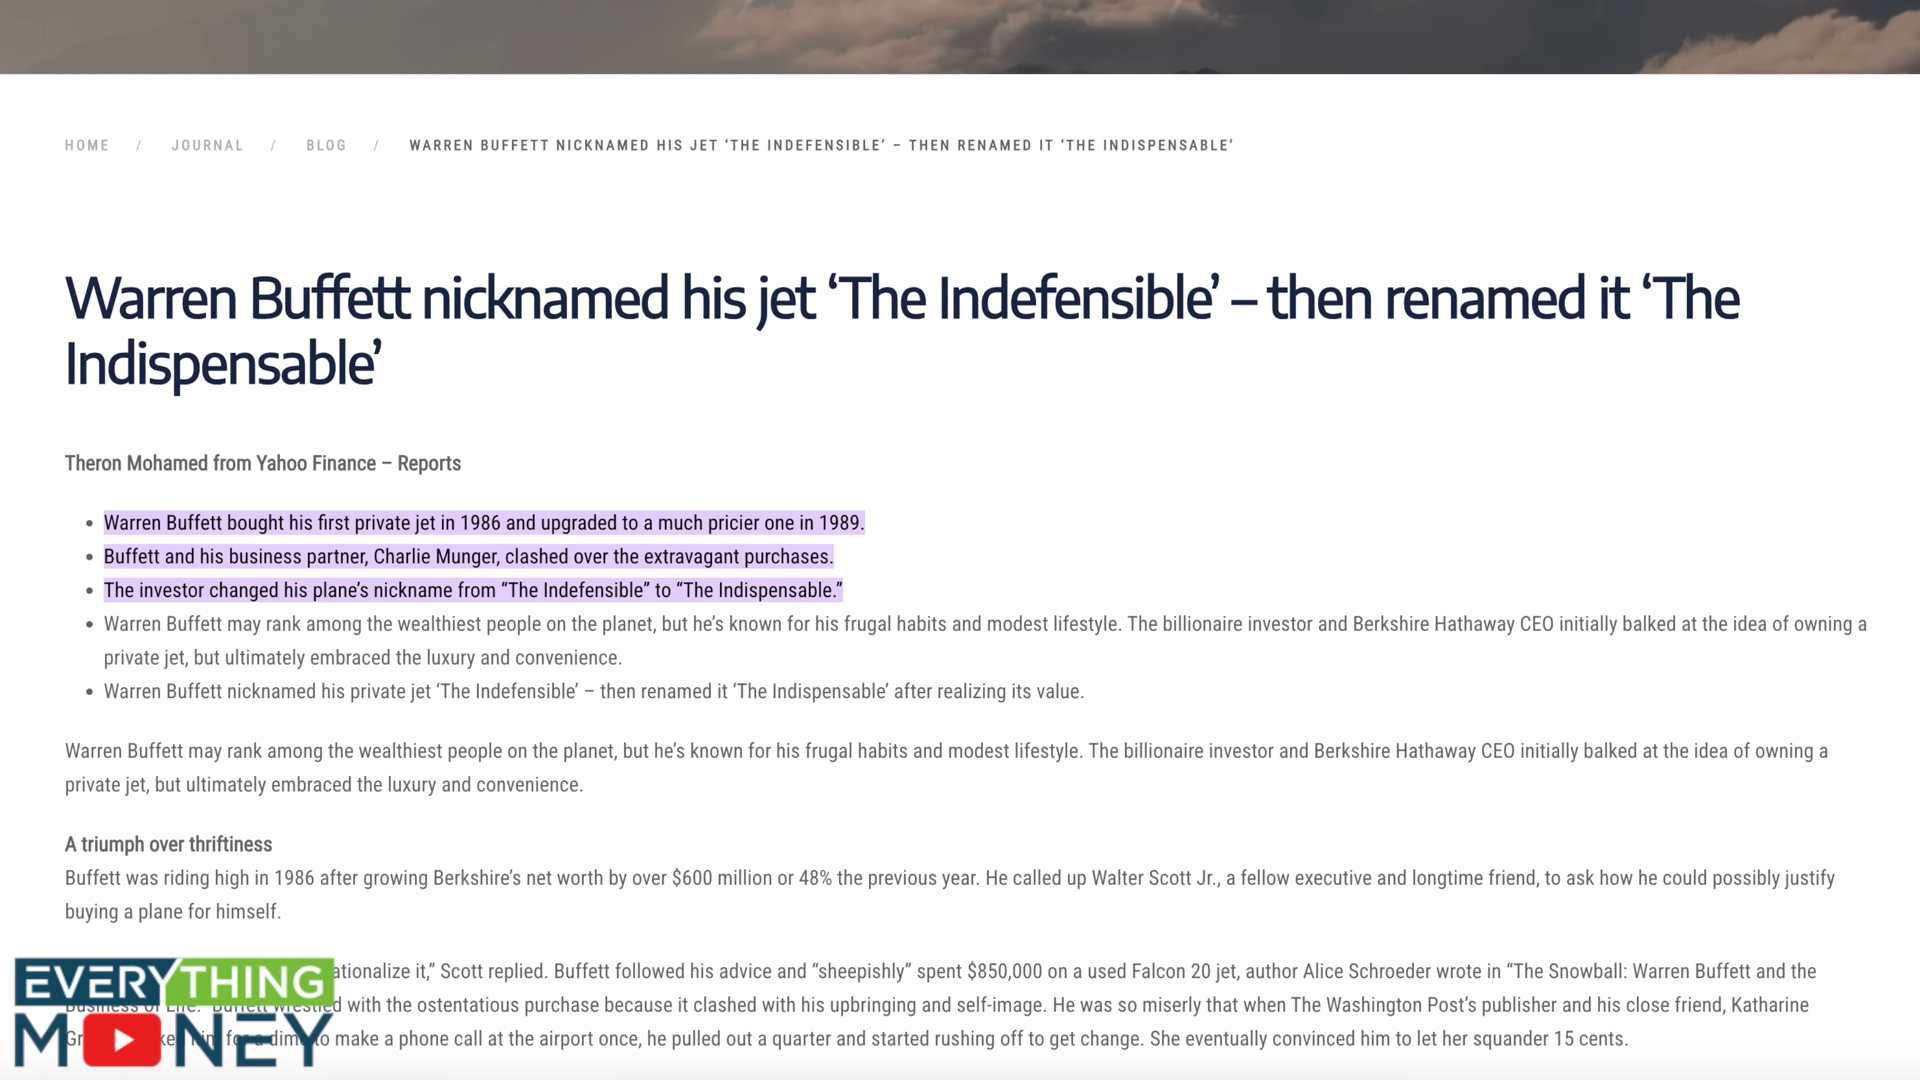 HOME / JOURNAL / BLOG / WARREN BUFFETT NICKNAMED HIS JET ‘THE INDEFENSIBLE’ – THEN RENAMED IT ‘THE INDISPENSABLE’
Warren Buffett nicknamed his jet ‘The Indefensible’ – then renamed it ‘The
Indispensable’
Theron Mohamed from Yahoo Finance – Reports
• Warren Buffett bought his first private jet in 1986 and upgraded to a much pricier one in 1989.
• Buffett and his business partner, Charlie Munger, clashed over the extravagant purchases.
• The investor changed his plane’s nickname from “The Indefensible” to “The Indispensable.”
• Warren Buffett may rank among the wealthiest people on the planet, but he’s known for his frugal habits and modest lifestyle. The billionaire investor and Berkshire Hathaway CEO initially balked at the idea of owning a
private jet, but ultimately embraced the luxury and convenience.
• Warren Buffett nicknamed his private jet ‘The Indefensible’ – then renamed it ‘The Indispensable’ after realizing its value.
Warren Buffett may rank among the wealthiest people on the planet, but he’s known for his frugal habits and modest lifestyle. The billionaire investor and Berkshire Hathaway CEO initially balked at the idea of owning a
private jet, but ultimately embraced the luxury and convenience.
A triumph over thriftiness
Buffett was riding high in 1986 after growing Berkshire’s net worth by over $600 million or 48% the previous year. He called up Walter Scott Jr., a fellow executive and longtime friend, to ask how he could possibly justify
buying a plane for himself.
it,” Scott replied. Buffett followed his advice and “sheepishly” spent $850,000 on a used Falcon 20 jet, author Alice Schroeder wrote in “The Snowball: Warren Buffett and the
Business of Life.” Buffett wrestled with the ostentatious purchase because it clashed with his upbringing and self-image. He was so miserly that when The Washington Post’s publisher and his close friend, Katharine
for a dime to make a phone call at the airport once, he pulled out a quarter and started rushing off to get change. She eventually convinced him to let her squander 15 cents.
EVERYTHING
MONEY